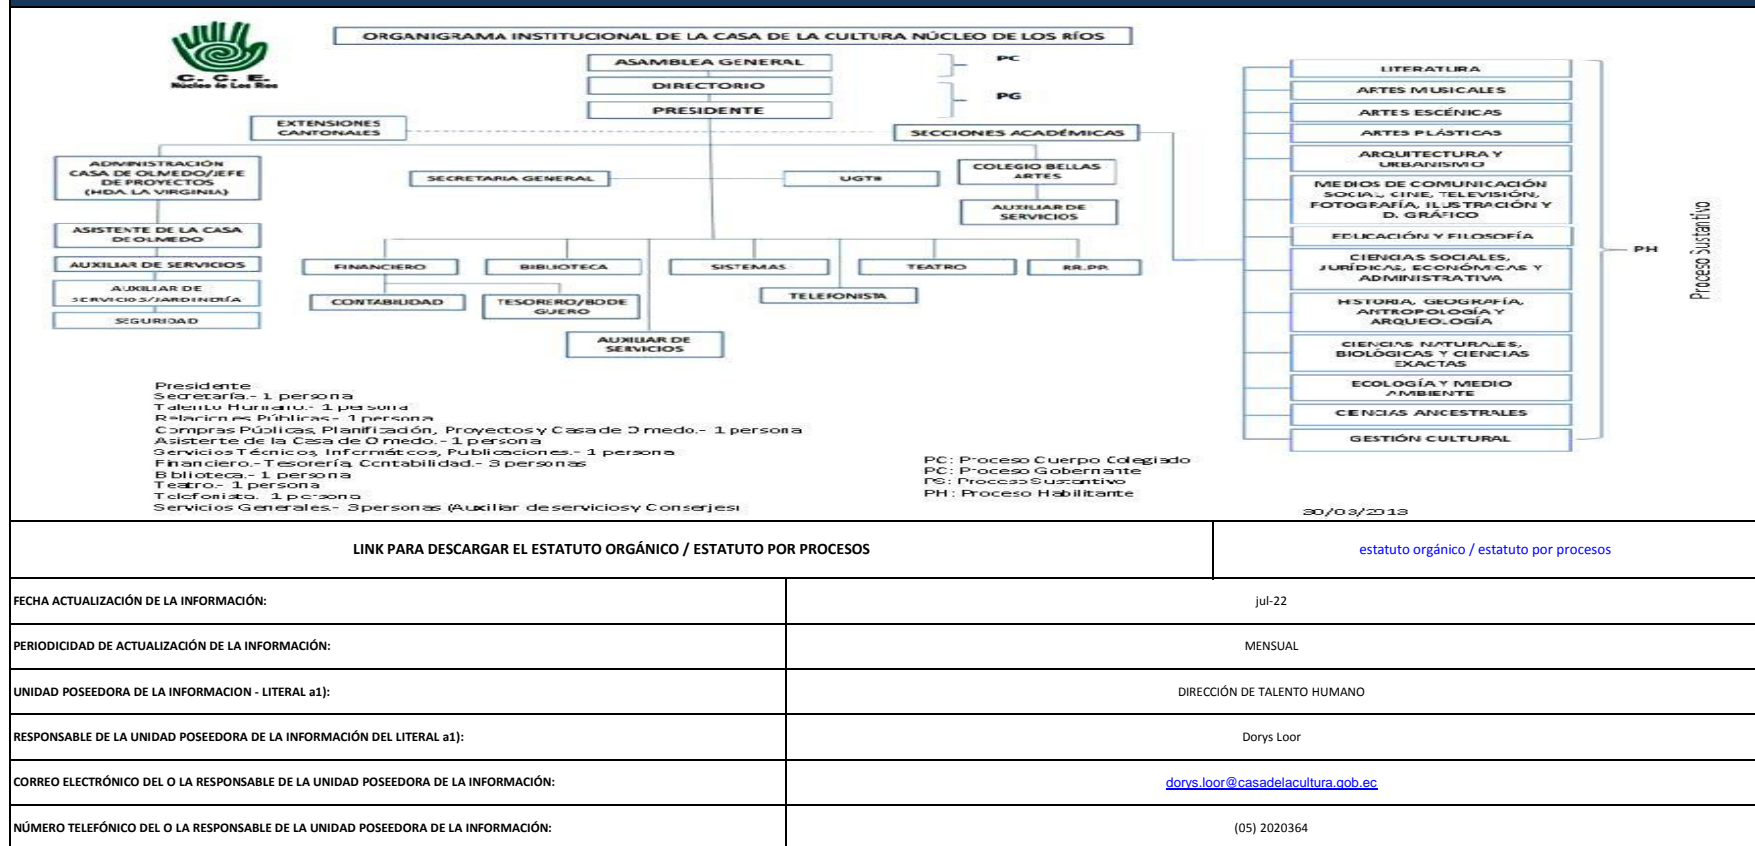 C. C. E.
Núcleo de Los Rios
ORGANIGRAMA INSTITUCIONAL DE LA CASA DE LA CULTURA NÚCLEO DE LOS RÍOS
ASAMBLEA GENERAL
PC
DIRECTORIO
PG
PRESIDENTE
EXTENSIONES
CANTONALES
SECCIONES ACADÉMICAS
ADMINISTRACIÓN
CASA DE OLMEDO/JEFE
DE PROYECTOS
(HDA. LA VIRGINIA)
SECRETARIA GENERAL
UGTH
COLEGIO BELLAS
ARTES
AUXILIAR DE
SERVICIOS
ASISTENTE DE LA CASA
DE OLMEDO
AUXILIAR DE SERVICIOS
AUXILIAR DE
SERVICIOS/JARDINERÍA
SEGURIDAD
FINANCIERO
BIBLIOTECA
SISTEMAS
TEATRO
RR.PP.
CONTABILIDAD
TESORERO/BODE
GUERO
TELEFONISTA
AUXILIAR DE
SERVICIOS
LITERATURA
ARTES MUSICALES
ARTES ESCÉNICAS
ARTES PLÁSTICAS
ARQUITECTURA Y
URBANISMO
MEDIOS DE COMUNICACIÓN
SOCIAL, CINE, TELEVISIÓN,
FOTOGRAFÍA, ILUSTRACIÓN Y
D. GRÁFICO
EDUCACIÓN Y FILOSOFÍA
CIENCIAS SOCIALES,
JURÍDICAS, ECONÓMICAS Y
ADMINISTRATIVA
HISTORIA, GEOGRAFÍA,
ANTROPOLOGÍA Y
ARQUEOLOGÍA
CIENCIAS NATURALES,
BIOLÓGICAS Y CIENCIAS
EXACTAS
ECOLOGÍA Y MEDIO
AMBIENTE
CIENCIAS ANCESTRALES
GESTIÓN CULTURAL
PH
Proceso Sustantivo
Presidente
Secretaría.- 1 persona
Talento Humano.- 1 persona
Relaciones Públicas.- 1 persona
Compras Públicas, Planificación, Proyectos y Casa de Olmedo.- 1 persona
Asistente de la Casa de Olmedo.- 1 persona
Servicios Técnicos, Informáticos, Publicaciones.- 1 persona
Financiero.- Tesorería, Contabilidad.- 3 personas
Biblioteca.- 1 persona
Teatro.- 1 persona
Telefonista. 1 persona
Servicios Generales.- 3 personas (Auxiliar de servicios y Conserjes)
PC: Proceso Cuerpo Colegiado
PC: Proceso Gobernante
PS: Proceso Sustantivo
PH: Proceso Habilitante
30/03/2013
LINK PARA DESCARGAR EL ESTATUTO ORGÁNICO / ESTATUTO POR PROCESOS
estatuto orgánico / estatuto por procesos
FECHA ACTUALIZACIÓN DE LA INFORMACIÓN:
jul-22
PERIODICIDAD DE ACTUALIZACIÓN DE LA INFORMACIÓN:
MENSUAL
UNIDAD POSEEDORA DE LA INFORMACION - LITERAL a1):
DIRECCIÓN DE TALENTO HUMANO
RESPONSABLE DE LA UNIDAD POSEEDORA DE LA INFORMACIÓN DEL LITERAL a1):
Dorys Loor
CORREO ELECTRÓNICO DEL O LA RESPONSABLE DE LA UNIDAD POSEEDORA DE LA INFORMACIÓN:
dorys.loor@casadelacultura.gob.ec
NÚMERO TELEFÓNICO DEL O LA RESPONSABLE DE LA UNIDAD POSEEDORA DE LA INFORMACIÓN:
(05) 2020364